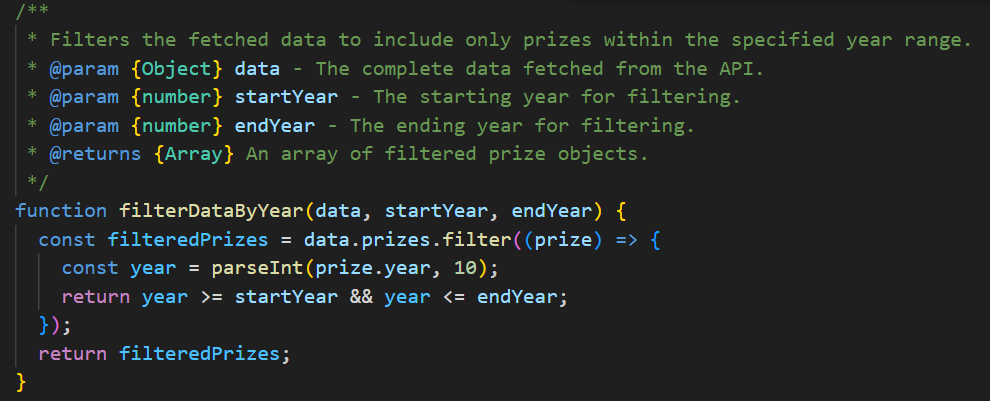 /**
 * Filters the fetched data to include only prizes within the specified year range.
 * @param {Object} data - The complete data fetched from the API.
 * @param {number} startYear - The starting year for filtering.
 * @param {number} endYear - The ending year for filtering.
 * @returns {Array} An array of filtered prize objects.
 */
function filterDataByYear(data, startYear, endYear) {
  const filteredPrizes = data.prizes.filter((prize) => {
    const year = parseInt(prize.year, 10);
    return year >= startYear && year <= endYear;
  });
  return filteredPrizes;
}